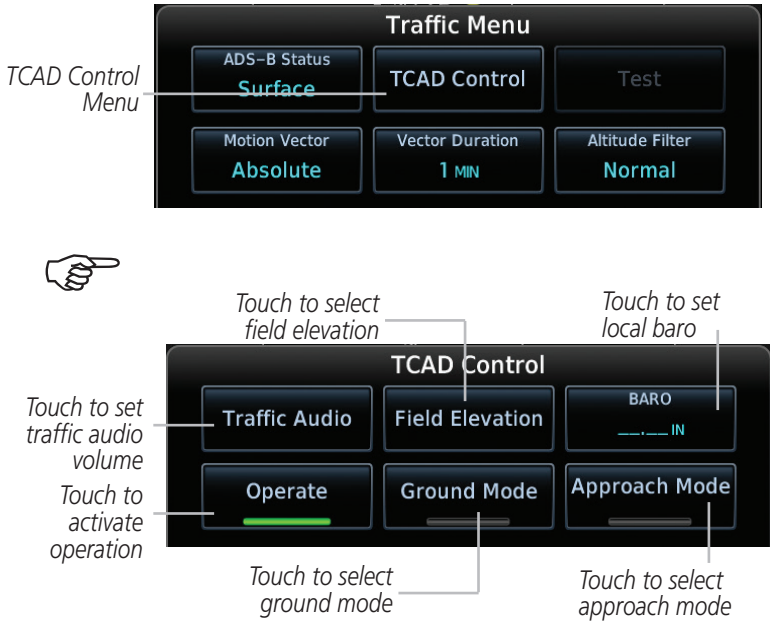 Traffic Menu
TCAD Control
Menu
ADS–B Status
Surface
TCAD Control
Test
Motion Vector
Absolute
Vector Duration
1 MIN
Altitude Filter
Normal
Touch to select
field elevation
Touch to set
local baro
TCAD Control
Touch to set
traffic audio
volume
Traffic Audio
Field Elevation
BARO
__.__ IN
Touch to
activate
operation
Operate
Ground Mode
Approach Mode
Touch to select
ground mode
Touch to select
approach mode